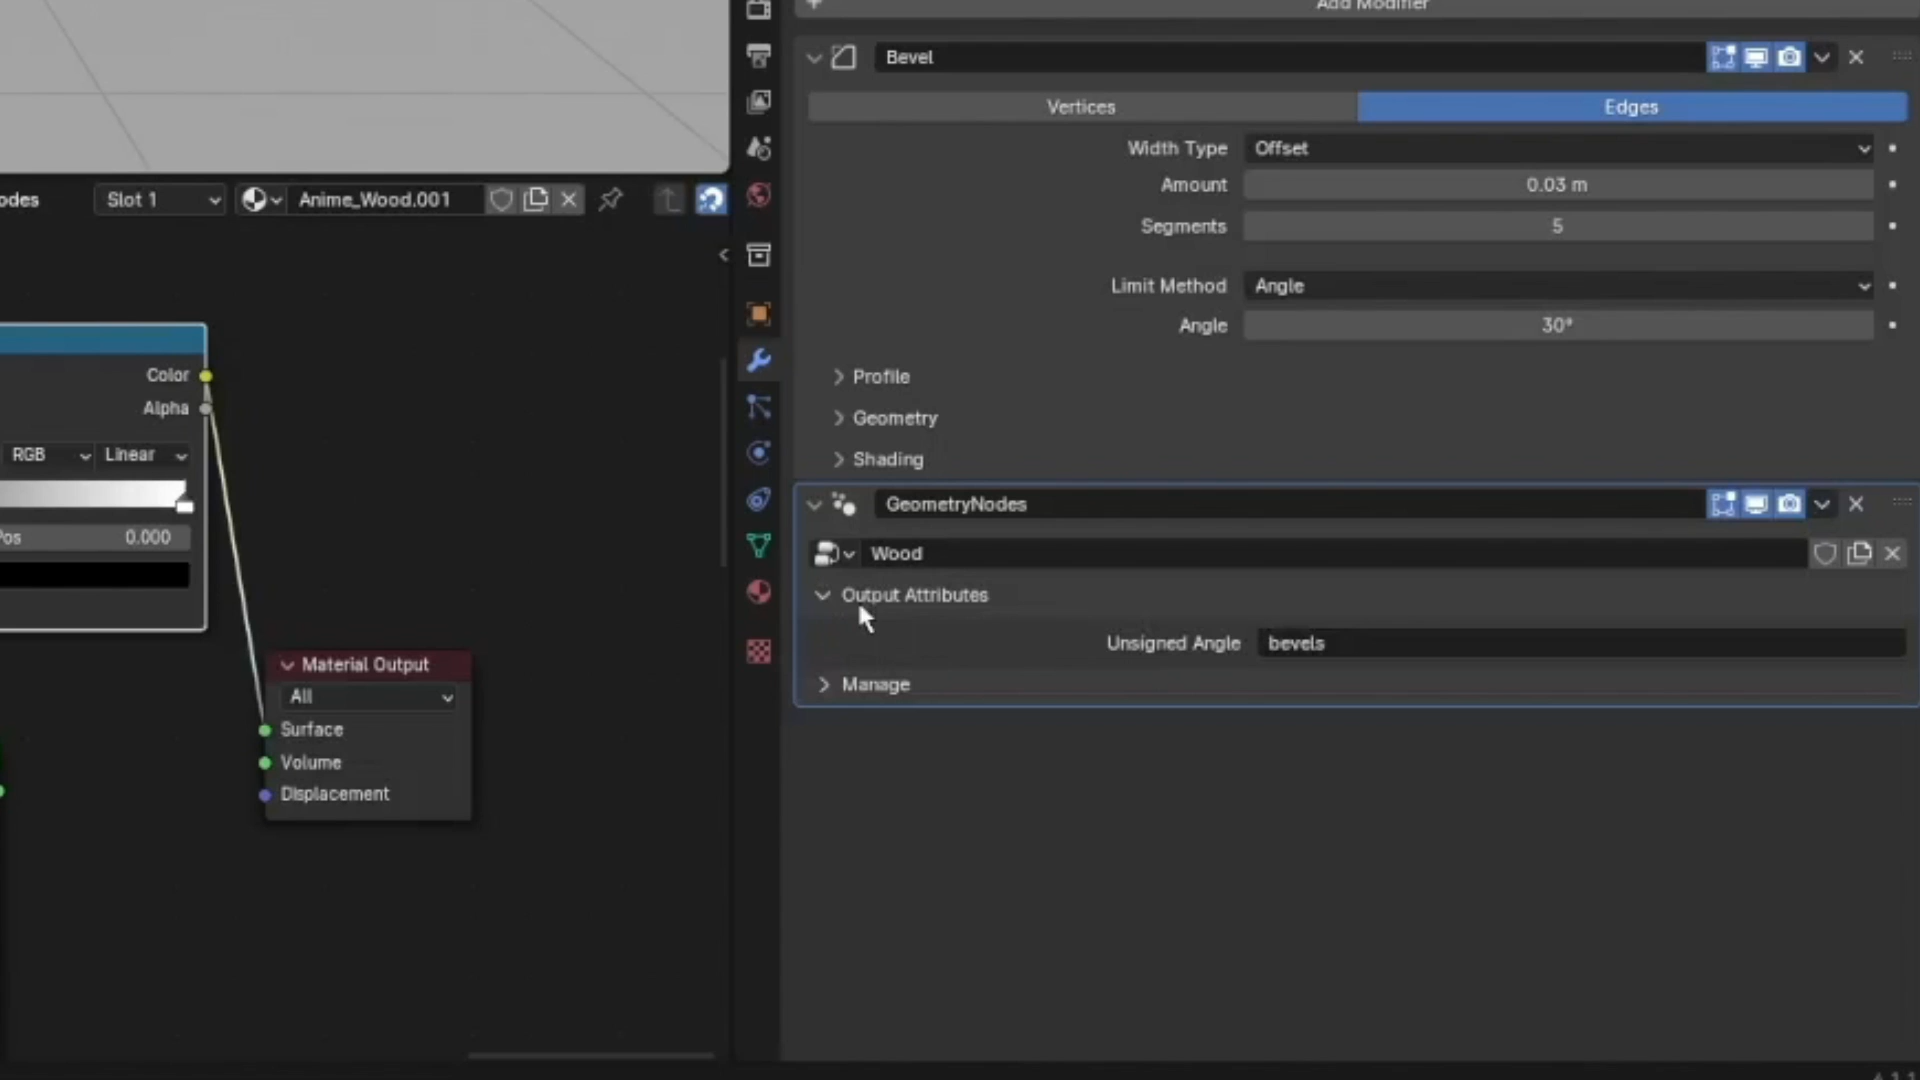 Add Modifier
Bevel
Vertices
Edges
Width Type
Offset
Amount
0.03 m
Segments
5
Limit Method
Angle
Angle
30°
Profile
Geometry
Shading
GeometryNodes
Wood
Output Attributes
Unsigned Angle
bevels
Manage
odes
Slot 1
Anime_Wood.001
Color
Alpha
RGB
Linear
Pos
0.000
Material Output
All
Surface
Volume
Displacement